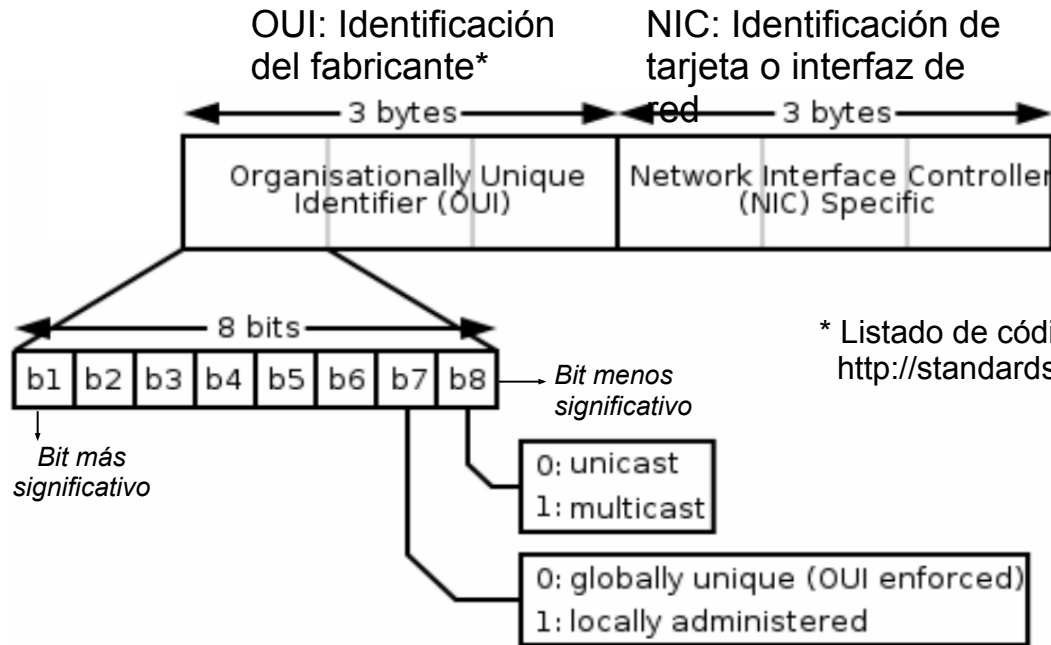 OUI: Identificación
del fabricante*
NIC: Identificación de
tarjeta o interfaz de
red
3 bytes
3 bytes
Organisationally Unique
Identifier (OUI)
Network Interface Controller
(NIC) Specific
8 bits
b1 b2 b3 b4 b5 b6 b7 b8
Bit menos
significativo
Bit más
significativo
* Listado de códi
http://standards
0: unicast
1: multicast
0: globally unique (OUI enforced)
1: locally administered